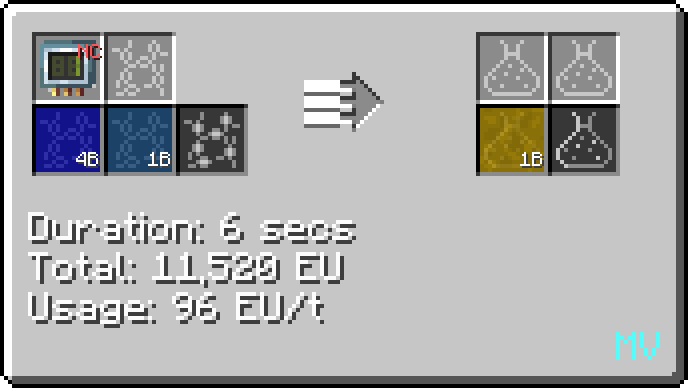 NC
4B 1B 1B
Duration: 6 secs
Total: 11,520 EU
Usage: 96 EU/t
MV